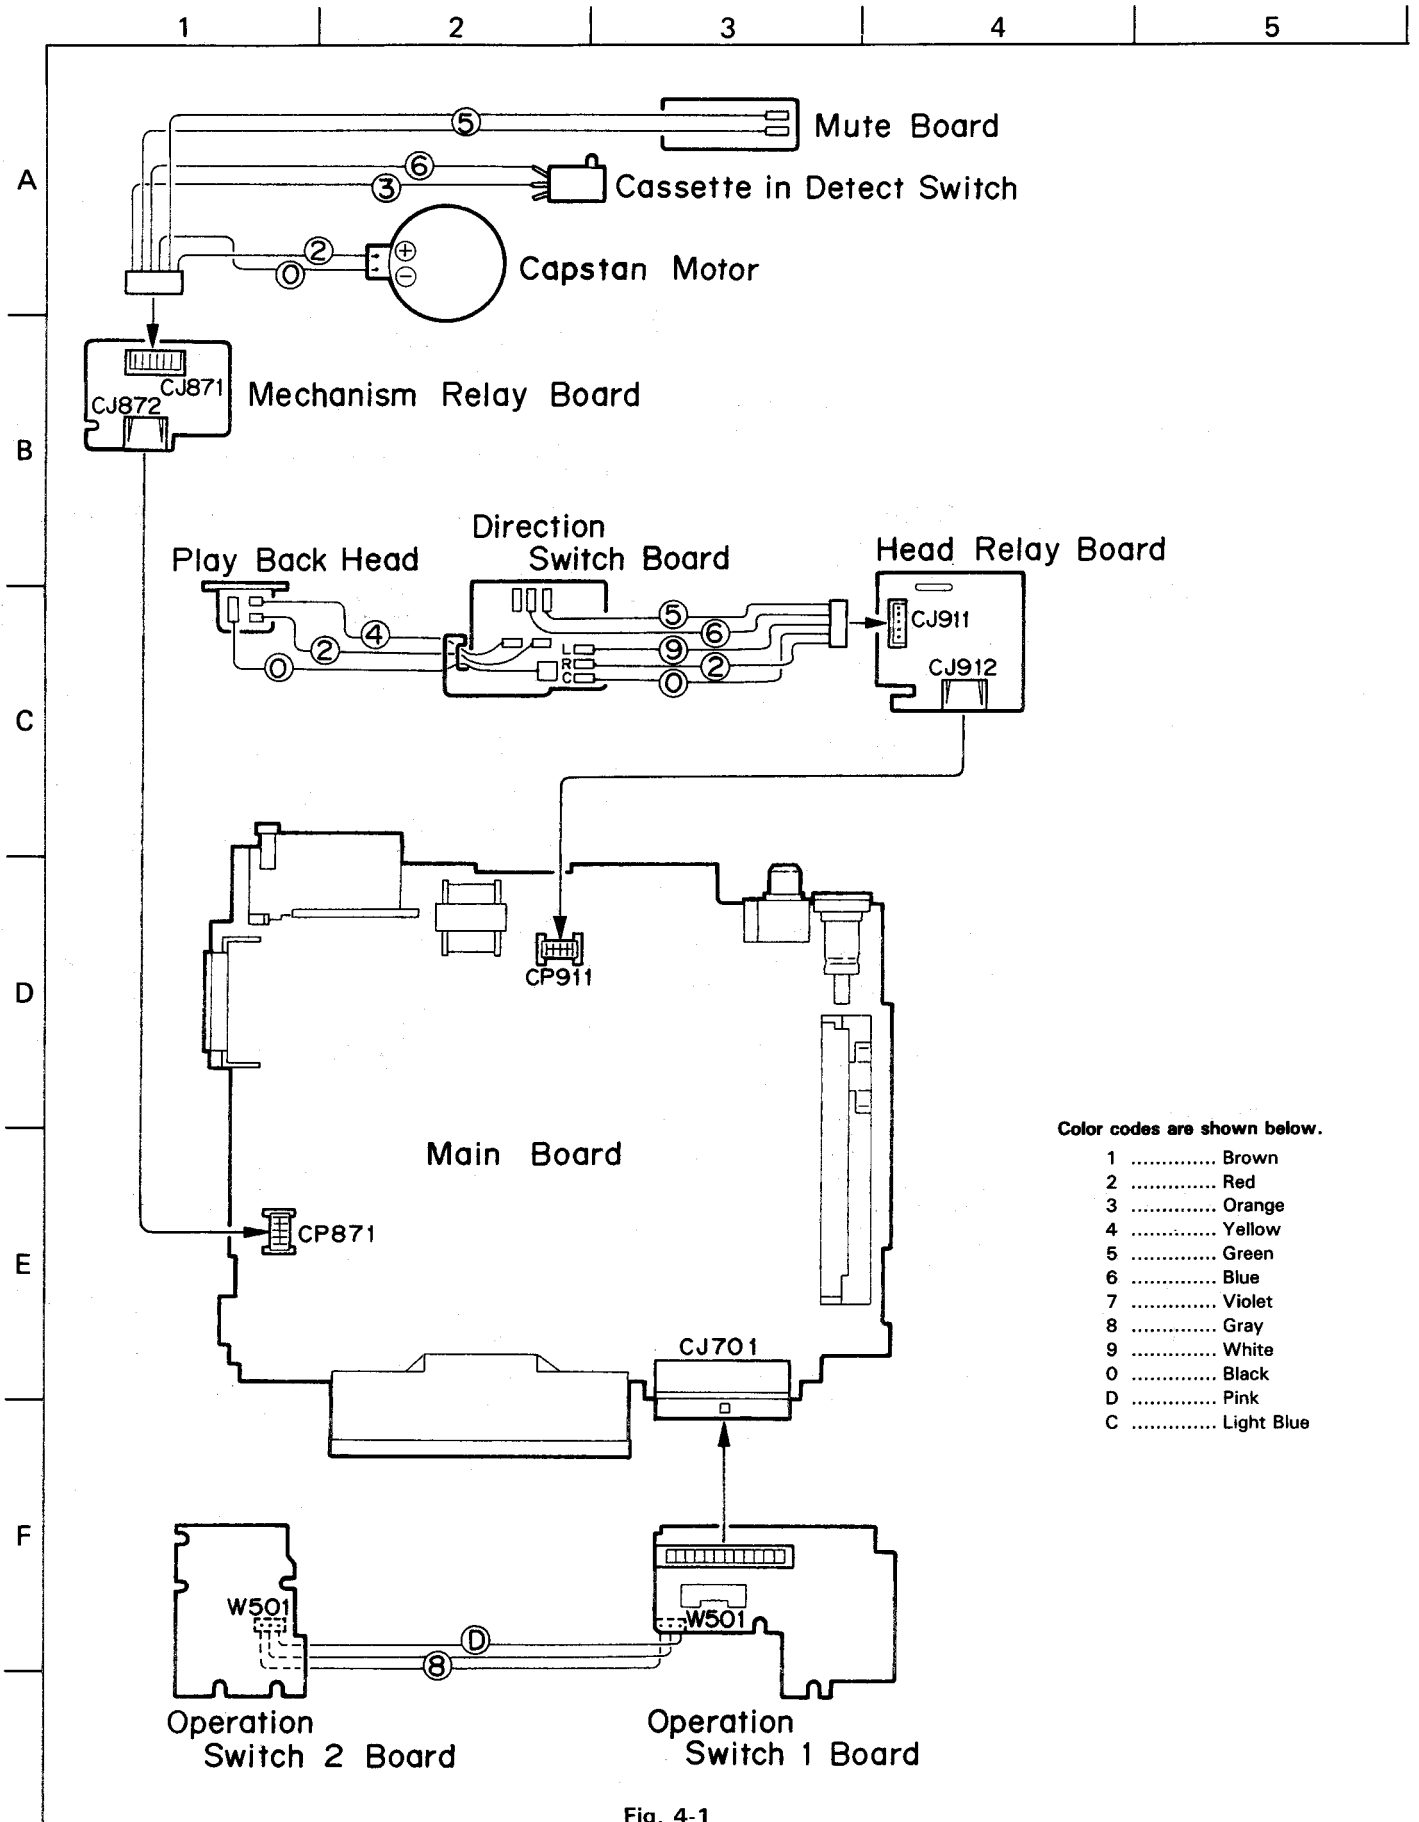 1 2 3 4 5
A
5
Mute Board
6
3
Cassette in Detect Switch
2
0
+
−
Capstan Motor
CJ871
CJ872
Mechanism Relay Board
B
Direction
Switch Board
Play Back Head
Head Relay Board
4
2
0
L
R
C
5
6
9
2
0
CJ911
CJ912
C
CP911
D
Main Board
CP871
E
CJ701
Color codes are shown below.
1 .............. Brown
2 .............. Red
3 .............. Orange
4 .............. Yellow
5 .............. Green
6 .............. Blue
7 .............. Violet
8 .............. Gray
9 .............. White
0 .............. Black
D .............. Pink
C .............. Light Blue
F
W501
W501
D
8
Operation
Switch 2 Board
Operation
Switch 1 Board
Fig. 4-1